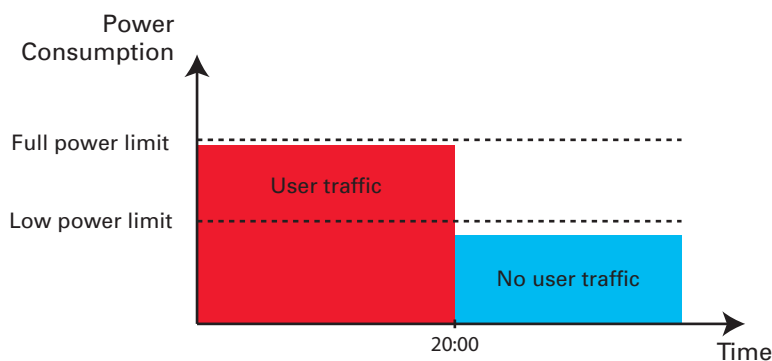 Power
Consumption
Full power limit
User traffic
Low power limit
No user traffic
20:00
Time